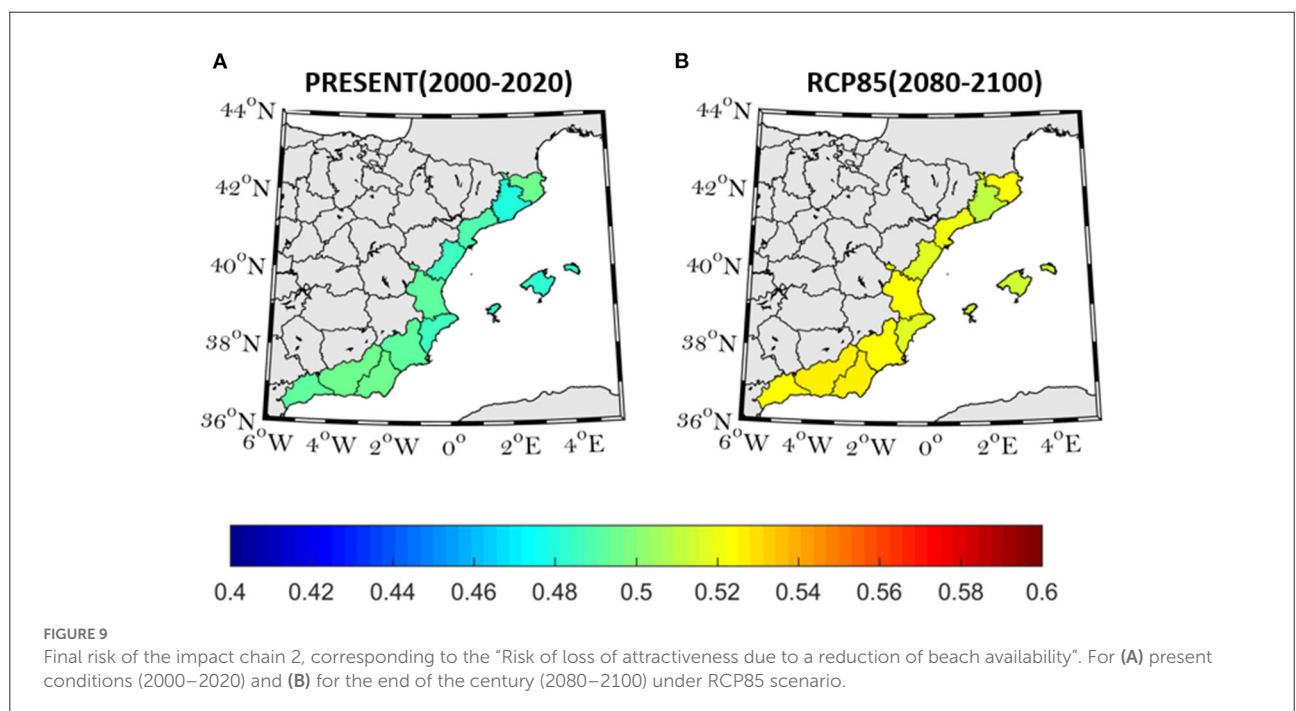 A
PRESENT(2000-2020)
44°N
42°N
40°N
38°N
36°N
6°W 4°W 2°W 0° 2°E 4°E
B
RCP85(2080-2100)
44°N
42°N
40°N
38°N
36°N
6°W 4°W 2°W 0° 2°E 4°E
0.4 0.42 0.44 0.46 0.48 0.5 0.52 0.54 0.56 0.58 0.6
FIGURE 9
Final risk of the impact chain 2, corresponding to the “Risk of loss of attractiveness due to a reduction of beach availability”. For (A) present
conditions (2000–2020) and (B) for the end of the century (2080–2100) under RCP85 scenario.